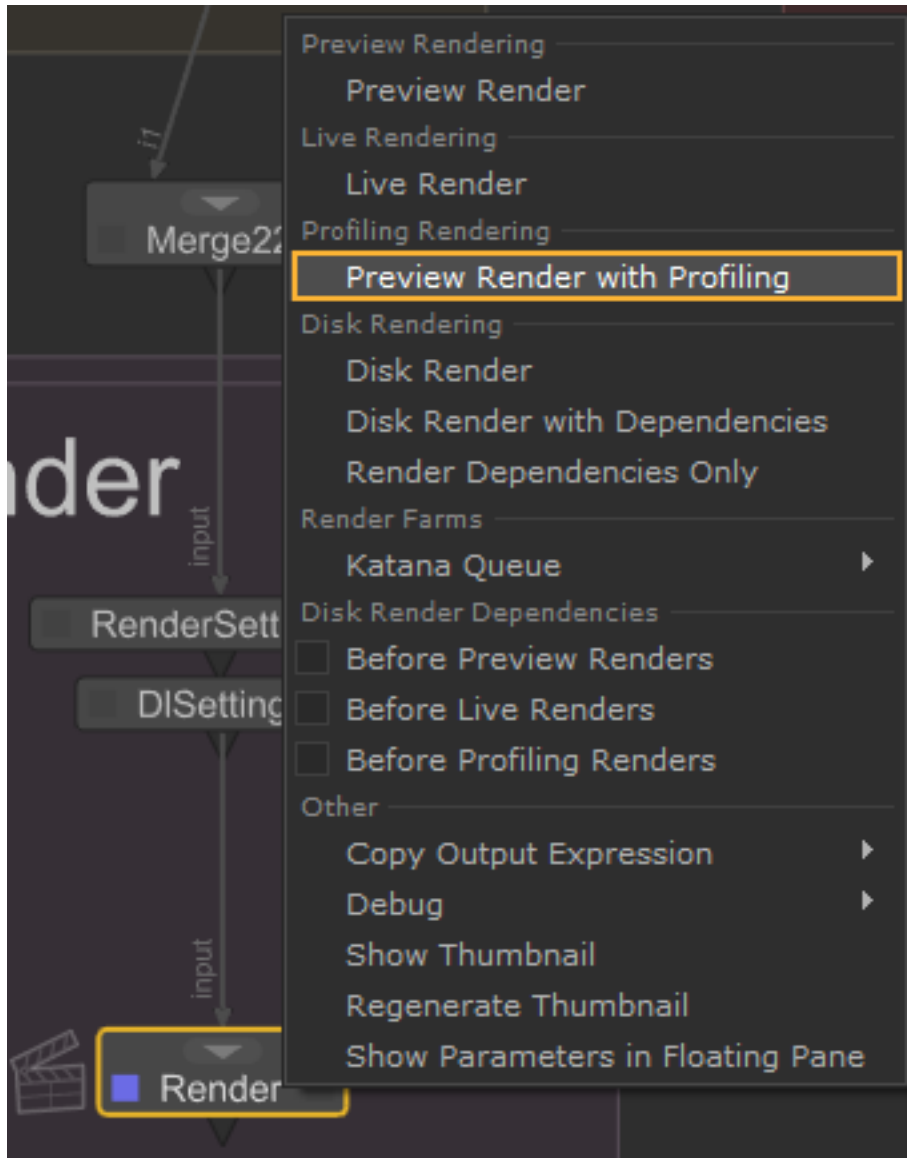 Preview Rendering
Preview Render
i1
Live Rendering
Live Render
Merge22
Profiling Rendering
Preview Render with Profiling
Disk Rendering
Disk Render
Disk Render with Dependencies
nder
Render Dependencies Only
input
Render Farms
Katana Queue
RenderSett
Disk Render Dependencies
Before Preview Renders
DlSetting
Before Live Renders
Before Profiling Renders
Other
Copy Output Expression
Debug
input
Show Thumbnail
Regenerate Thumbnail
Show Parameters in Floating Pane
Render